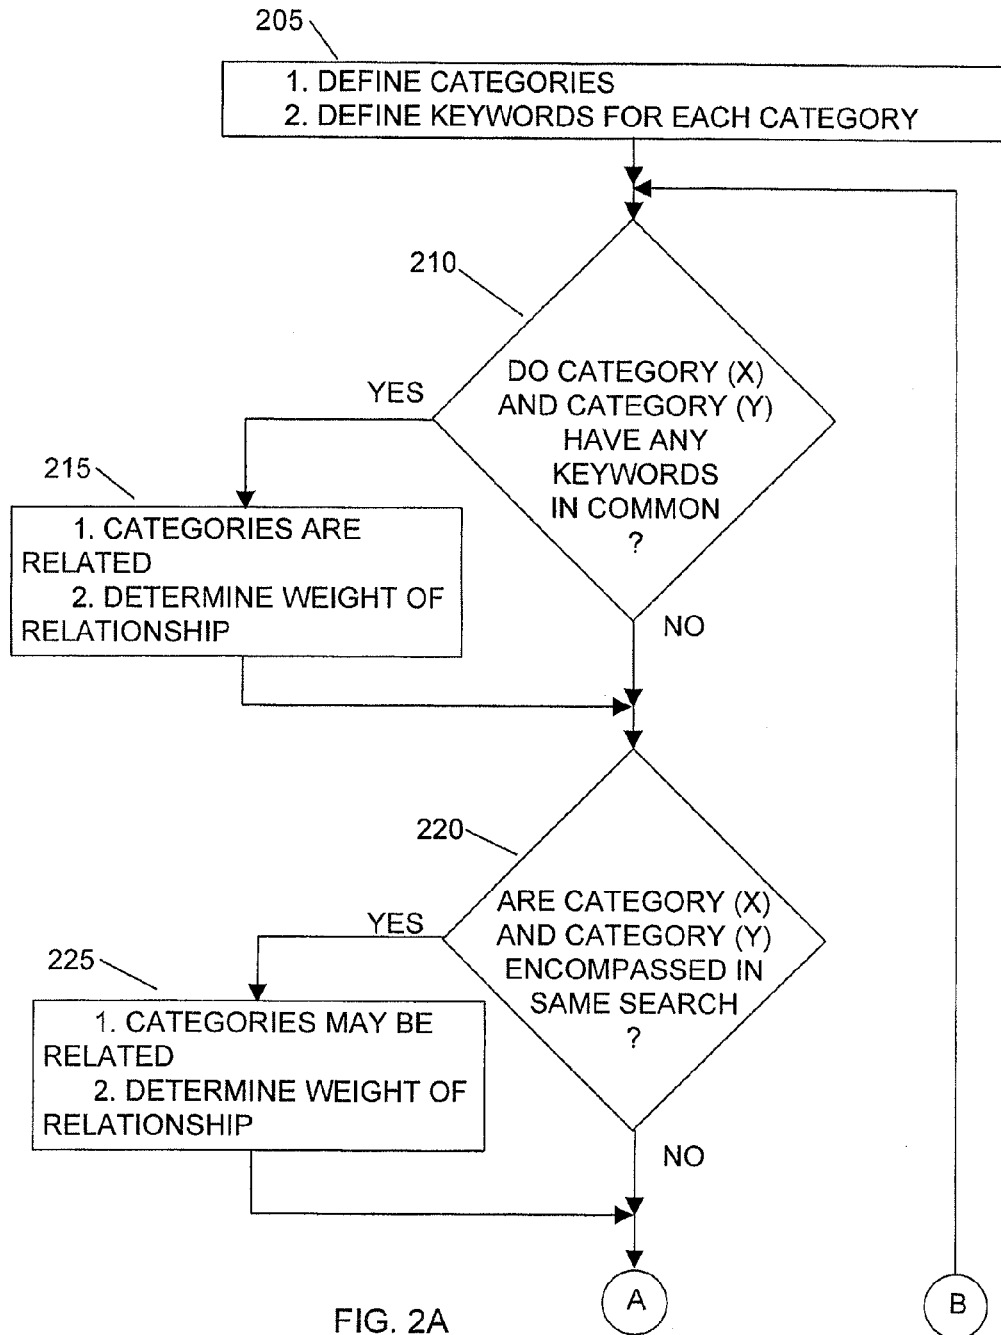 205
1. DEFINE CATEGORIES
2. DEFINE KEYWORDS FOR EACH CATEGORY
210
DO CATEGORY (X)
AND CATEGORY (Y)
HAVE ANY
KEYWORDS
IN COMMON
?
YES
215
1. CATEGORIES ARE
RELATED
2. DETERMINE WEIGHT OF
RELATIONSHIP
NO
220
ARE CATEGORY (X)
AND CATEGORY (Y)
ENCOMPASSED IN
SAME SEARCH
?
YES
225
1. CATEGORIES MAY BE
RELATED
2. DETERMINE WEIGHT OF
RELATIONSHIP
NO
A
B
FIG. 2A